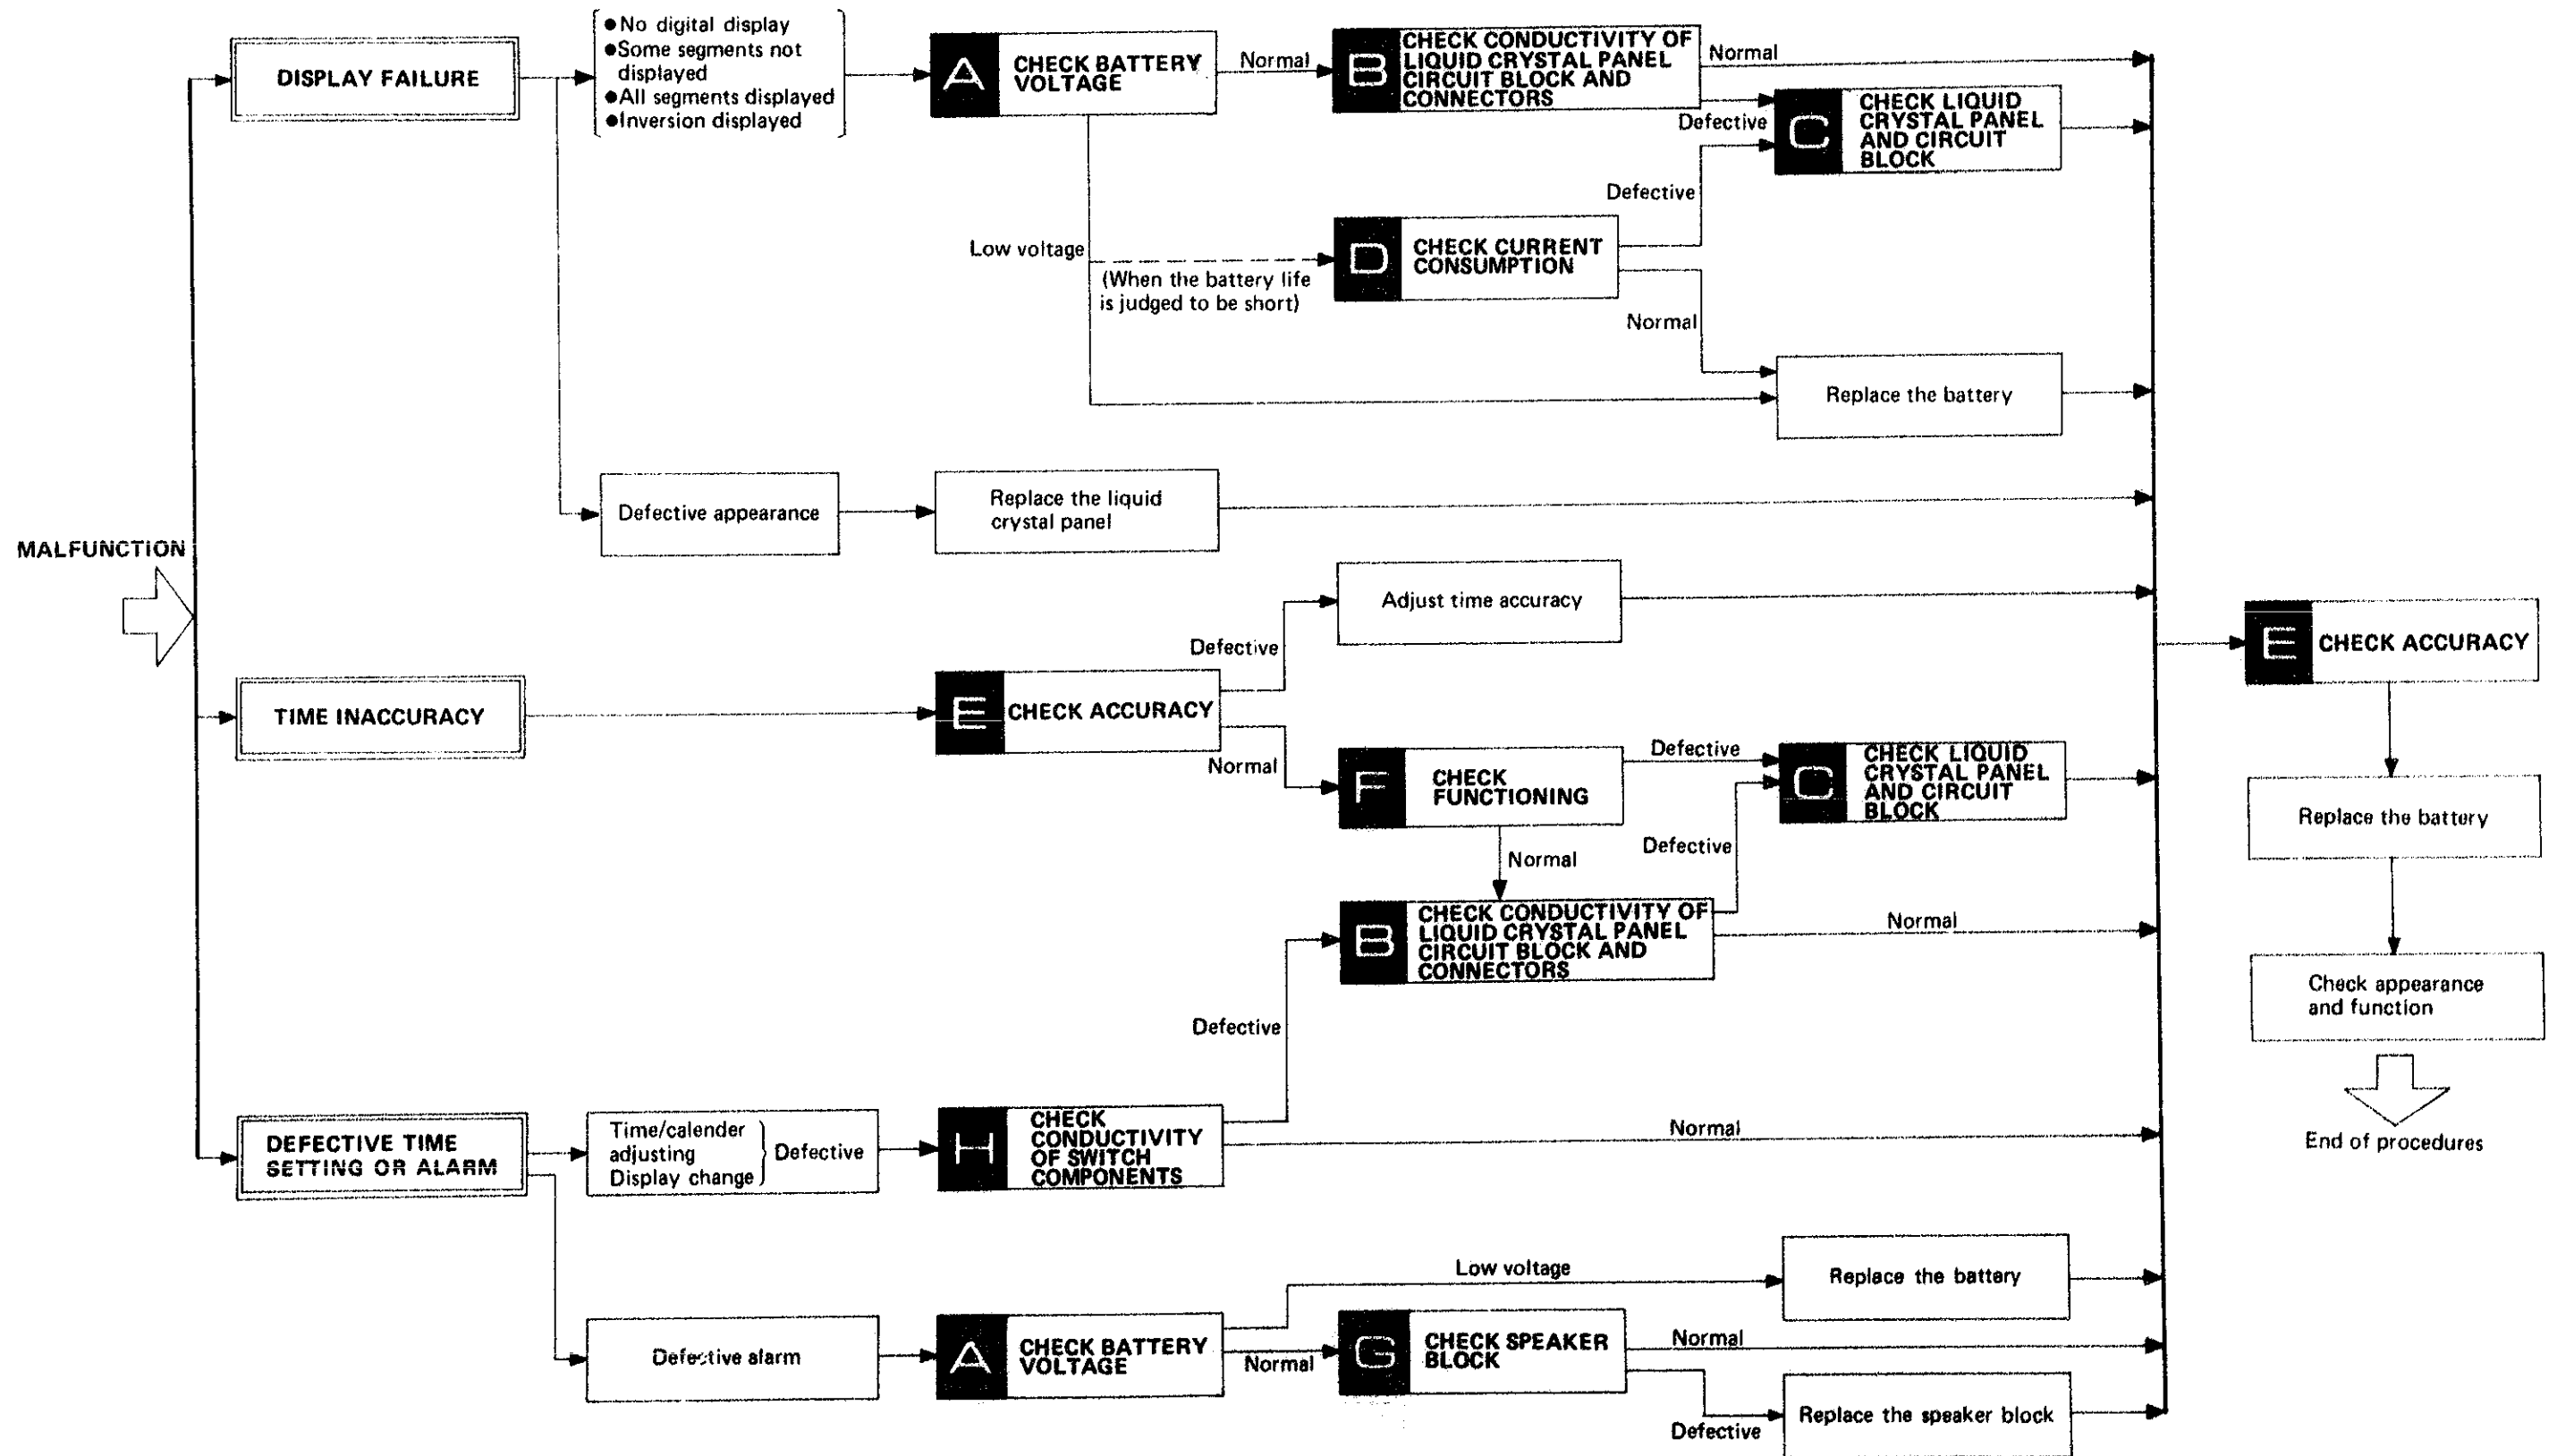 MALFUNCTION
DISPLAY FAILURE
●No digital display
●Some segments not
displayed
●All segments displayed
●Inversion displayed
A
CHECK BATTERY
VOLTAGE
Normal
B
CHECK CONDUCTIVITY OF
LIQUID CRYSTAL PANEL
CIRCUIT BLOCK AND
CONNECTORS
Normal
Defective
C
CHECK LIQUID
CRYSTAL PANEL
AND CIRCUIT
BLOCK
Low voltage
(When the battery life
is judged to be short)
D
CHECK CURRENT
CONSUMPTION
Defective
Normal
Replace the battery
Defective appearance
Replace the liquid
crystal panel
TIME INACCURACY
E
CHECK ACCURACY
Defective
Adjust time accuracy
Normal
F
CHECK
FUNCTIONING
Defective
C
CHECK LIQUID
CRYSTAL PANEL
AND CIRCUIT
BLOCK
Normal
Defective
B
CHECK CONDUCTIVITY OF
LIQUID CRYSTAL PANEL
CIRCUIT BLOCK AND
CONNECTORS
Normal
DEFECTIVE TIME
SETTING OR ALARM
Time/calender
adjusting
Display change
Defective
H
CHECK
CONDUCTIVITY
OF SWITCH
COMPONENTS
Defective
Normal
Defective alarm
A
CHECK BATTERY
VOLTAGE
Low voltage
Replace the battery
Normal
G
CHECK SPEAKER
BLOCK
Normal
Defective
Replace the speaker block
E
CHECK ACCURACY
Replace the battery
Check appearance
and function
End of procedures